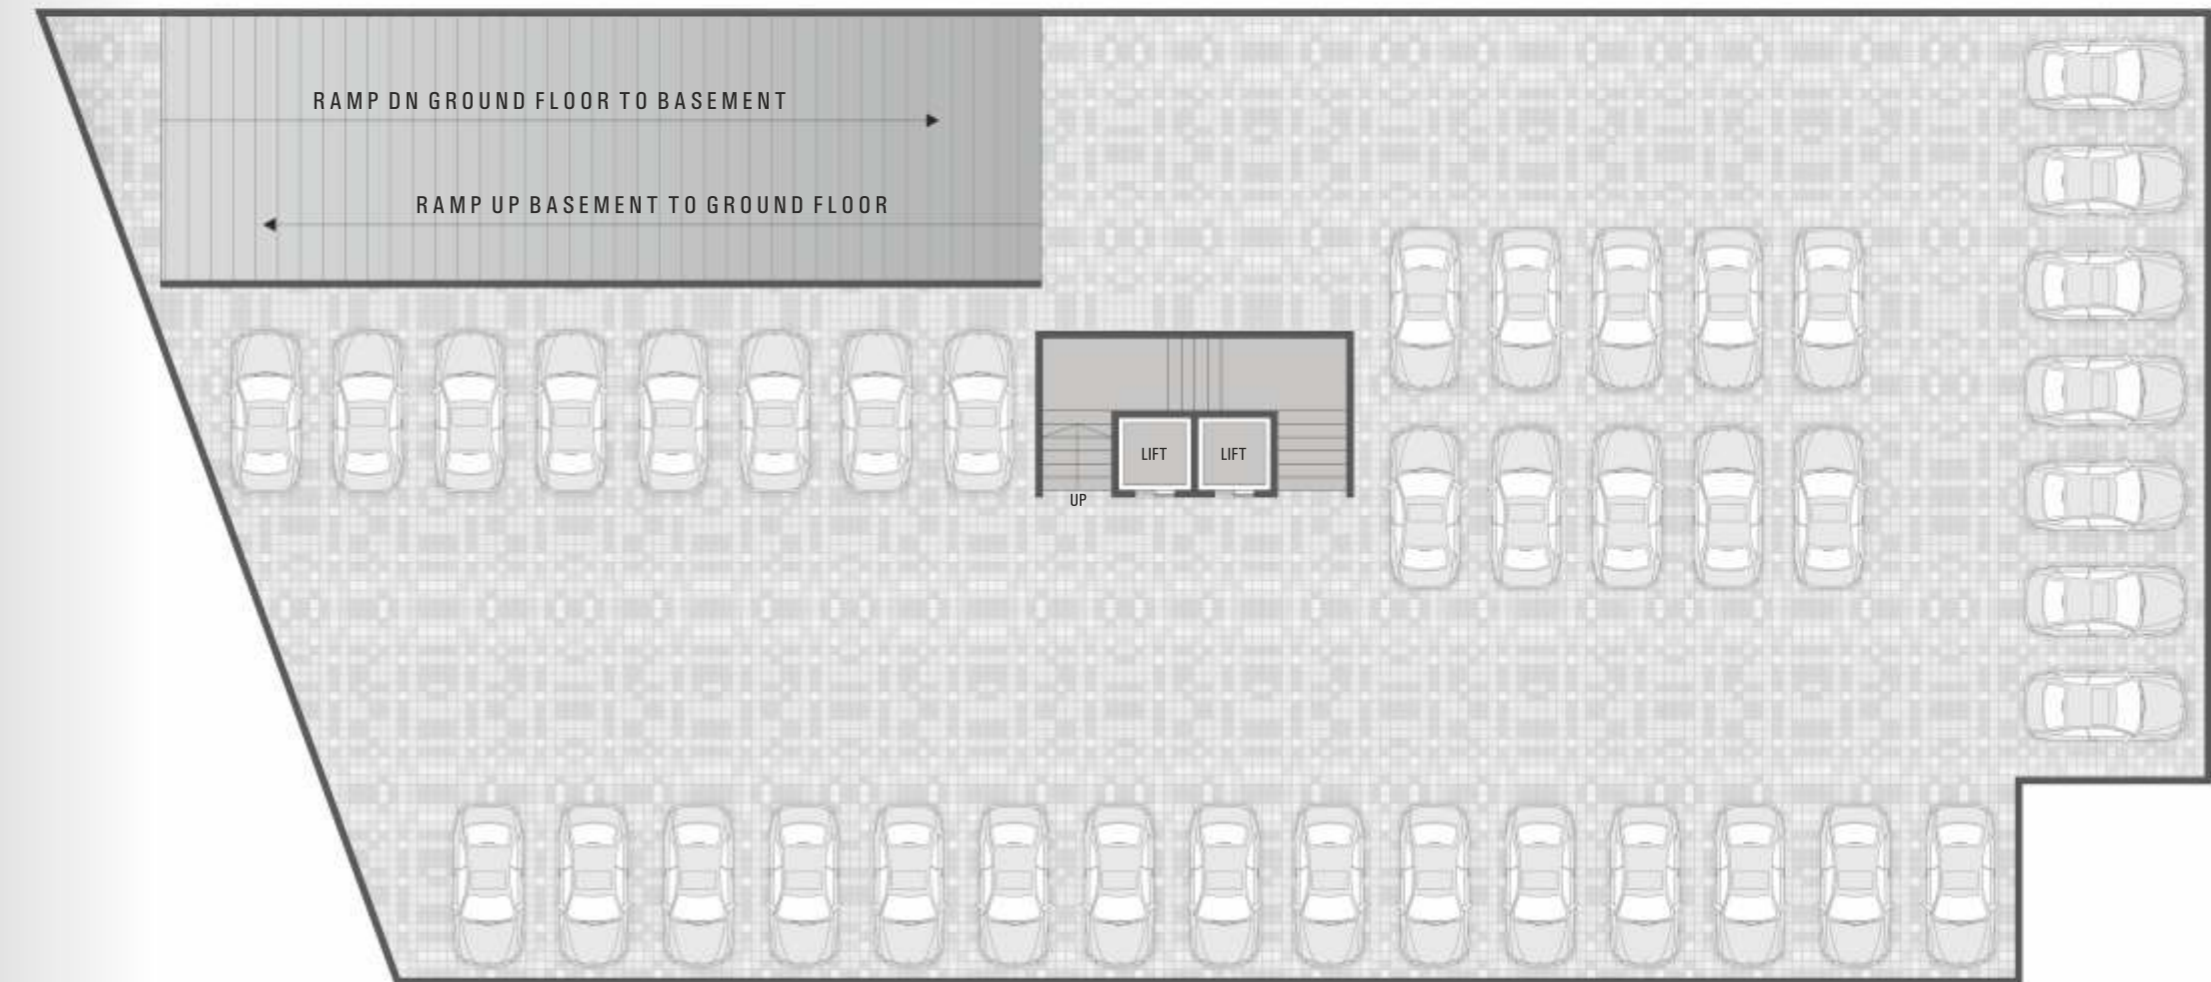 RAMP DN GROUND FLOOR TO BASEMENT
RAMP UP BASEMENT TO GROUND FLOOR
LIFT
LIFT
UP